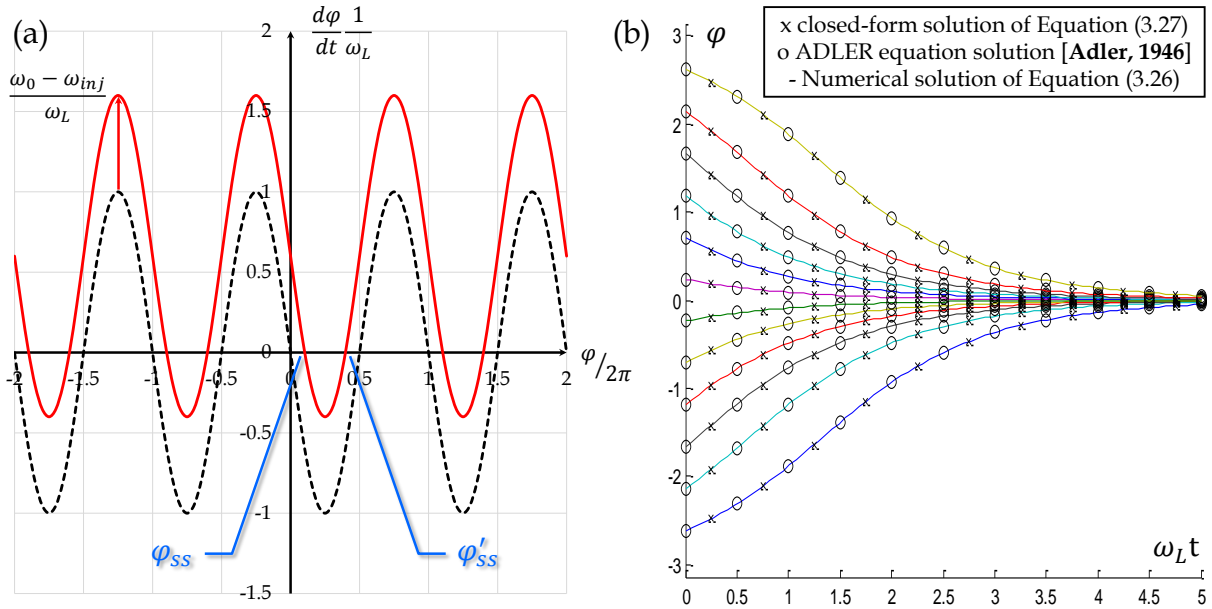 (a)
dφ/dt 1/ω_L
(ω_0 − ω_inj)/ω_L
2
1.5
1
0.5
0
-0.5
-1
-1.5
-2 -1.5 -1 -0.5 0 0.5 1 1.5 2
φ/2π
φ_ss
φ′_ss
(b)
φ
x closed-form solution of Equation (3.27)
o ADLER equation solution [Adler, 1946]
- Numerical solution of Equation (3.26)
3
2
1
0
-1
-2
-3
ω_L t
0 0.5 1 1.5 2 2.5 3 3.5 4 4.5 5